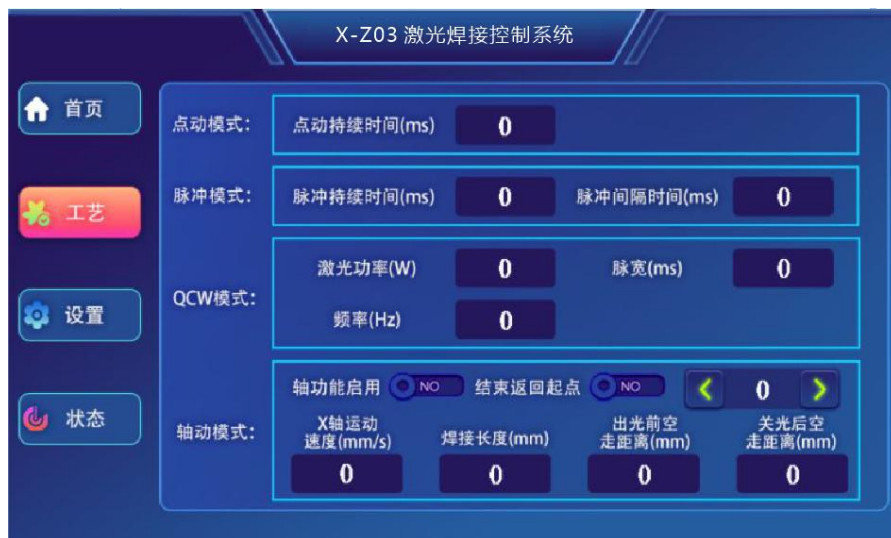 X-Z03 激光焊接控制系统
首页
工艺
设置
状态
点动模式:
点动持续时间(ms)
0
脉冲模式:
脉冲持续时间(ms)
0
脉冲间隔时间(ms)
0
QCW模式:
激光功率(W)
0
脉宽(ms)
0
频率(Hz)
0
轴动模式:
轴功能启用
NO
结束返回起点
NO
0
X轴运动
速度(mm/s)
0
焊接长度(mm)
0
出光前空
走距离(mm)
0
关光后空
走距离(mm)
0